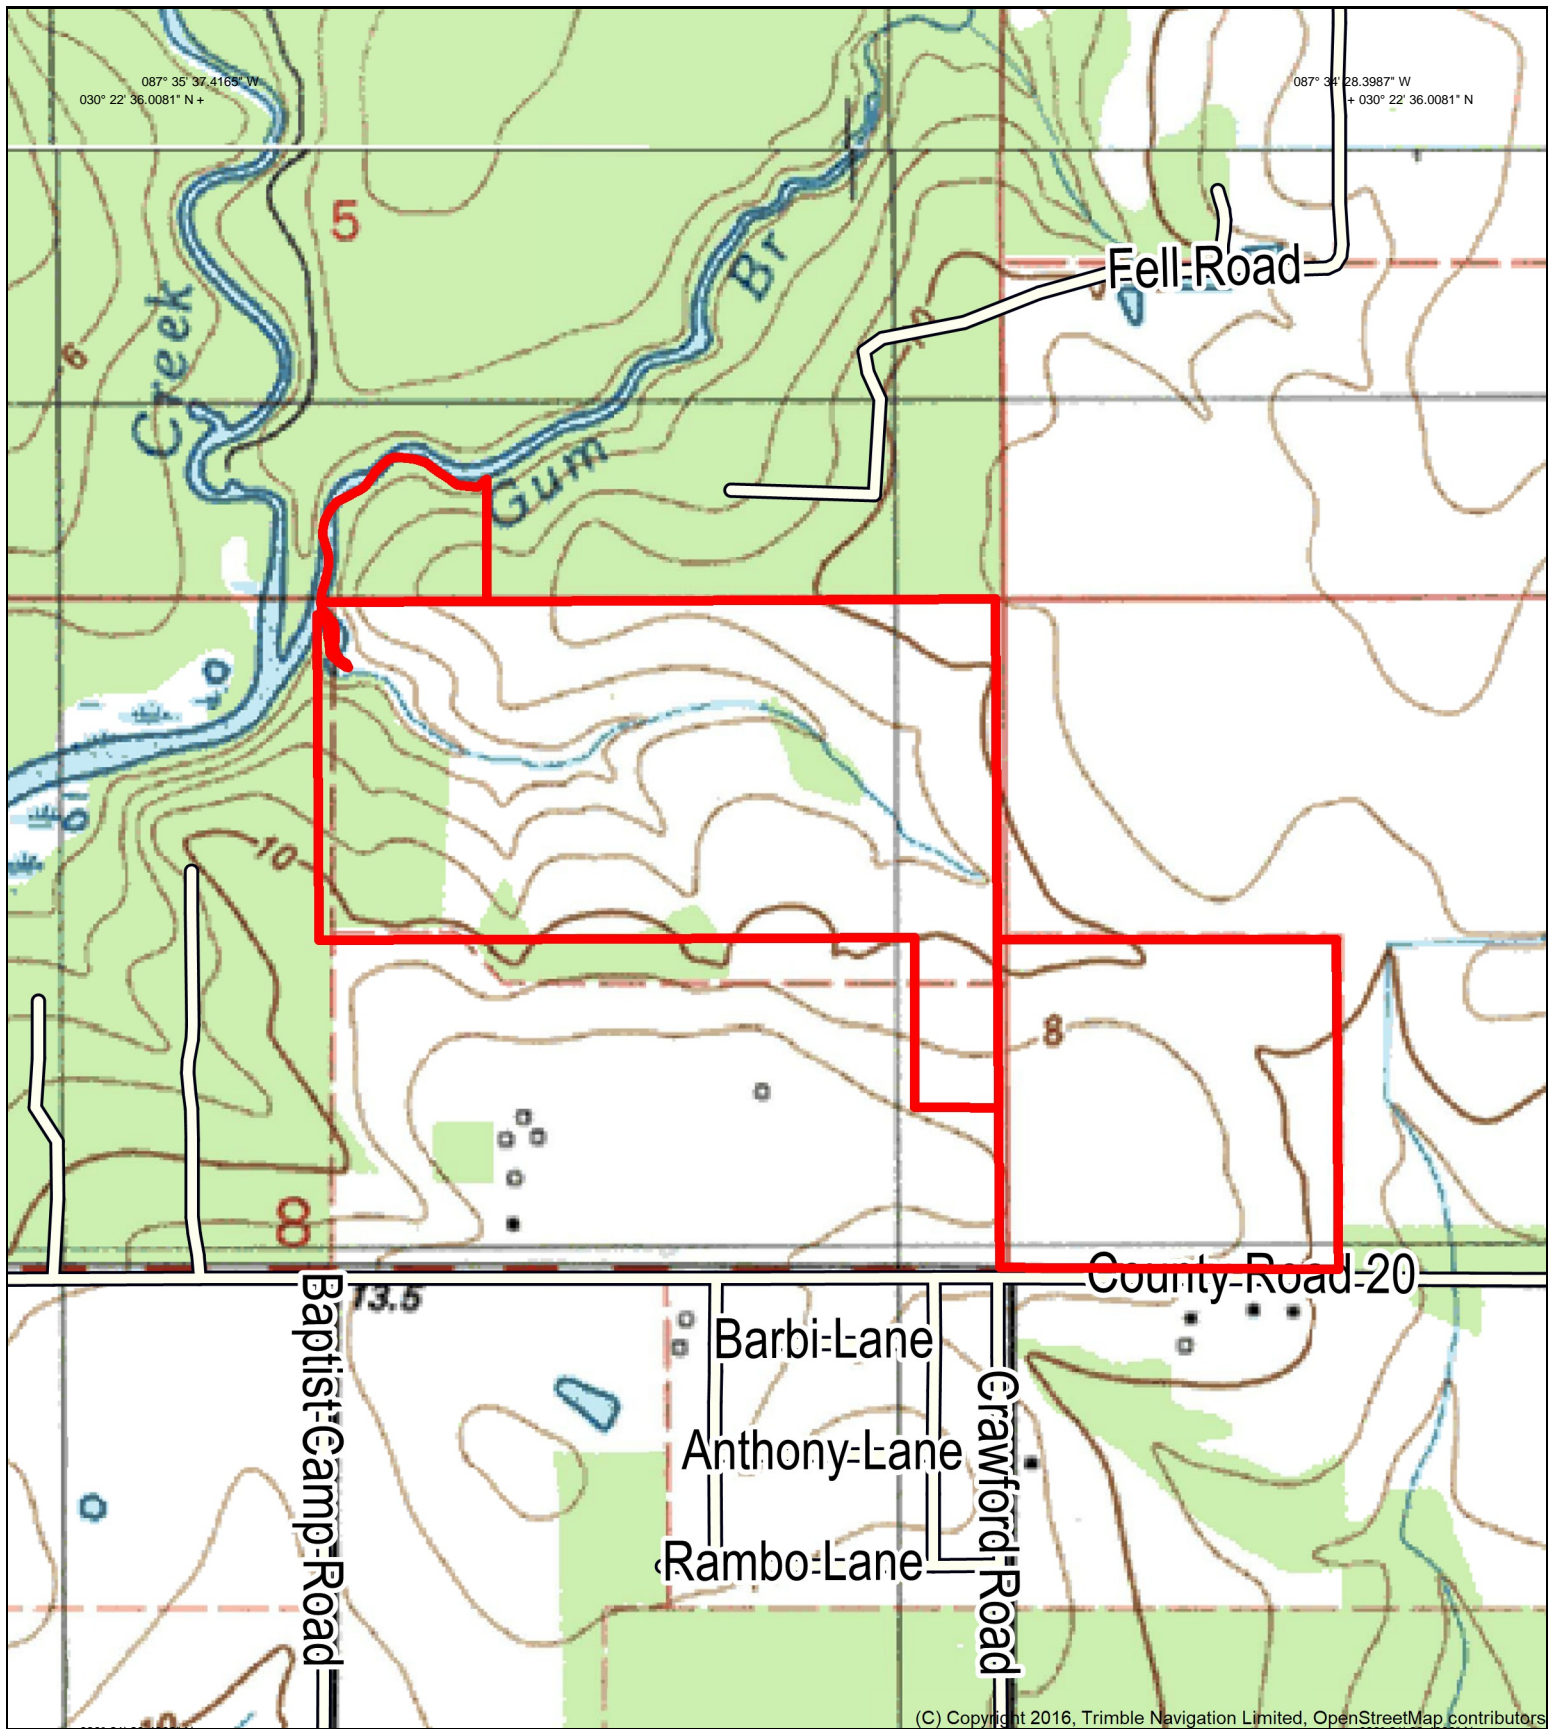 087° 35' 37.4165" W
030° 22' 36.0081" N +
087° 34' 28.3987" W
+ 030° 22' 36.0081" N
5
Br
Fell Road
Creek
6
Gum
10
8
8
County Road 20
13.5
Baptist Camp Road
Barbi Lane
Crawford Road
Anthony Lane
Rambo Lane
(C) Copyright 2016, Trimble Navigation Limited, OpenStreetMap contributors